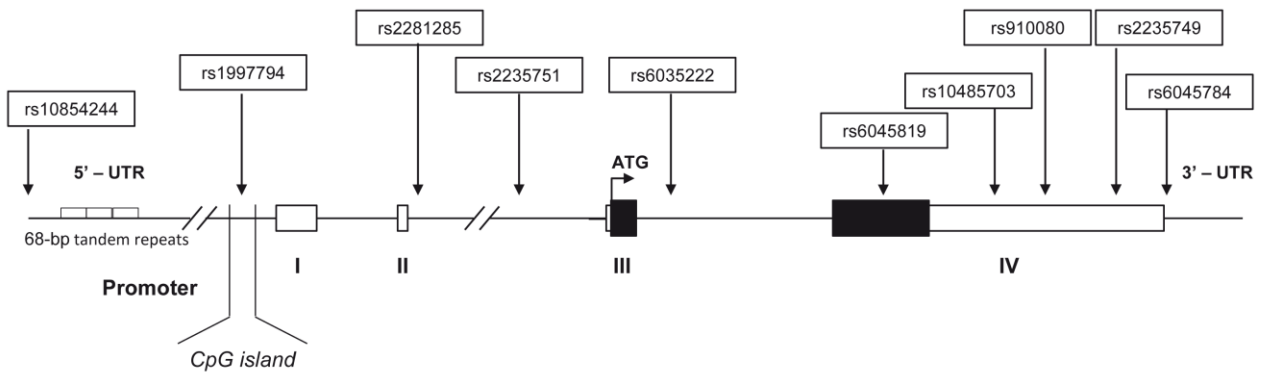 rs10854244
rs1997794
rs2281285
rs2235751
rs6035222
rs6045819
rs10485703
rs910080
rs2235749
rs6045784
5’ – UTR
ATG
3’ – UTR
68-bp tandem repeats
I
II
III
IV
Promoter
CpG island